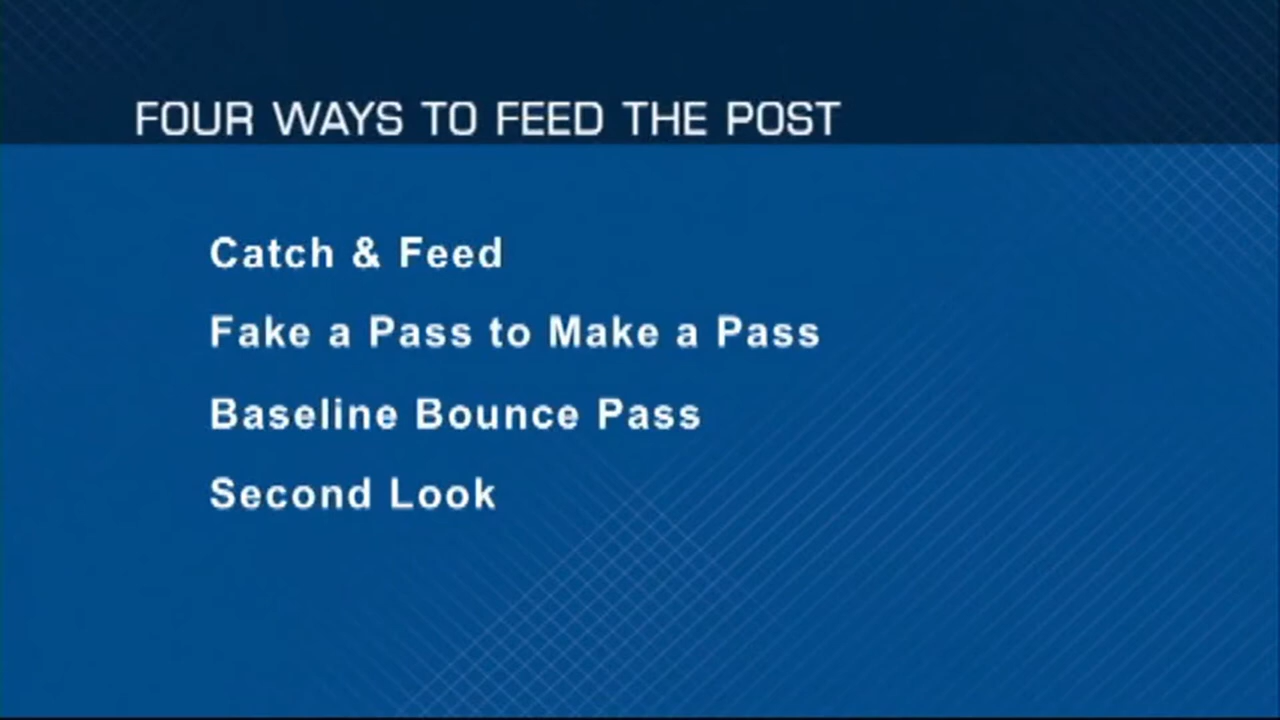 FOUR WAYS TO FEED THE POST
Catch & Feed
Fake a Pass to Make a Pass
Baseline Bounce Pass
Second Look